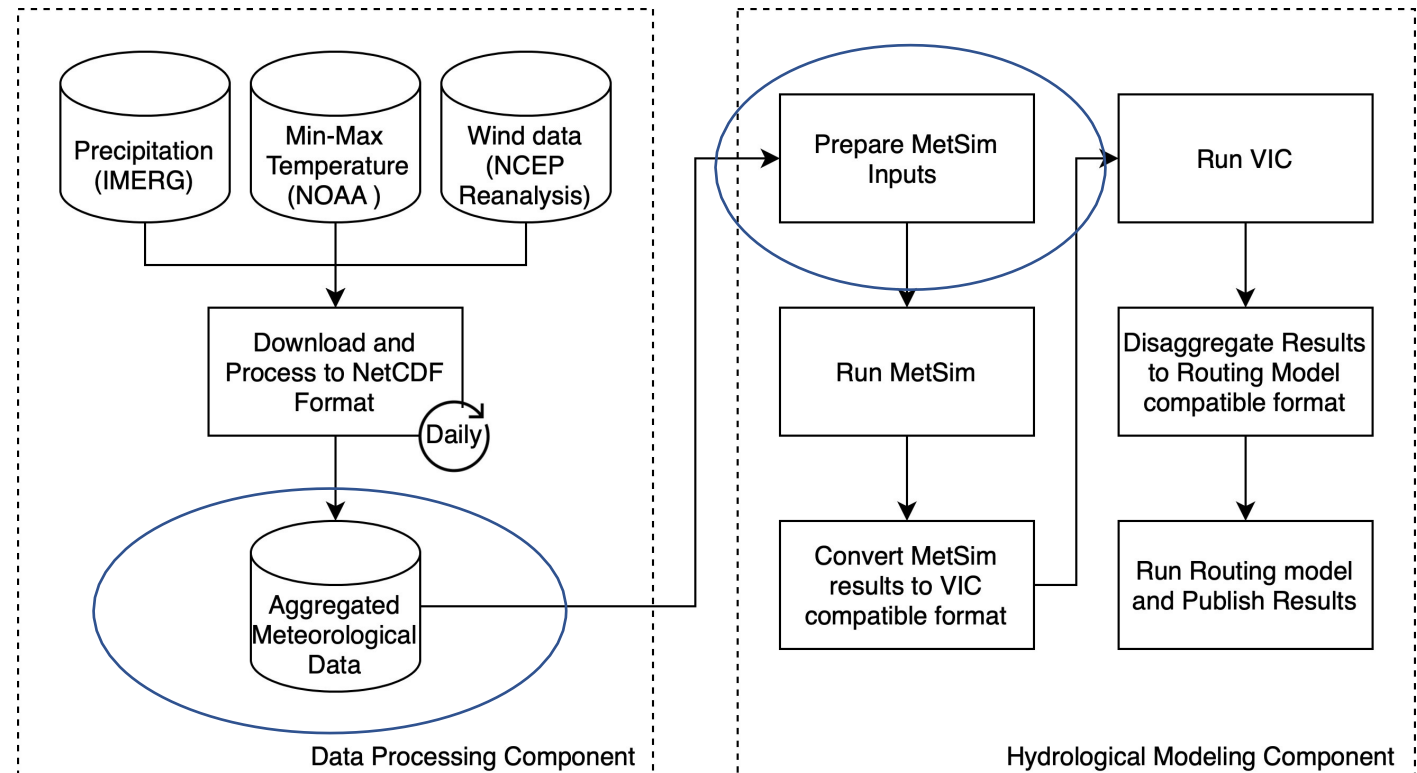 Precipitation
(IMERG)
Min-Max
Temperature
(NOAA )
Wind data
(NCEP
Reanalysis)
Download and
Process to NetCDF
Format
Daily
Aggregated
Meteorological
Data
Data Processing Component
Prepare MetSim
Inputs
Run MetSim
Convert MetSim
results to VIC
compatible format
Run VIC
Disaggregate Results
to Routing Model
compatible format
Run Routing model
and Publish Results
Hydrological Modeling Component